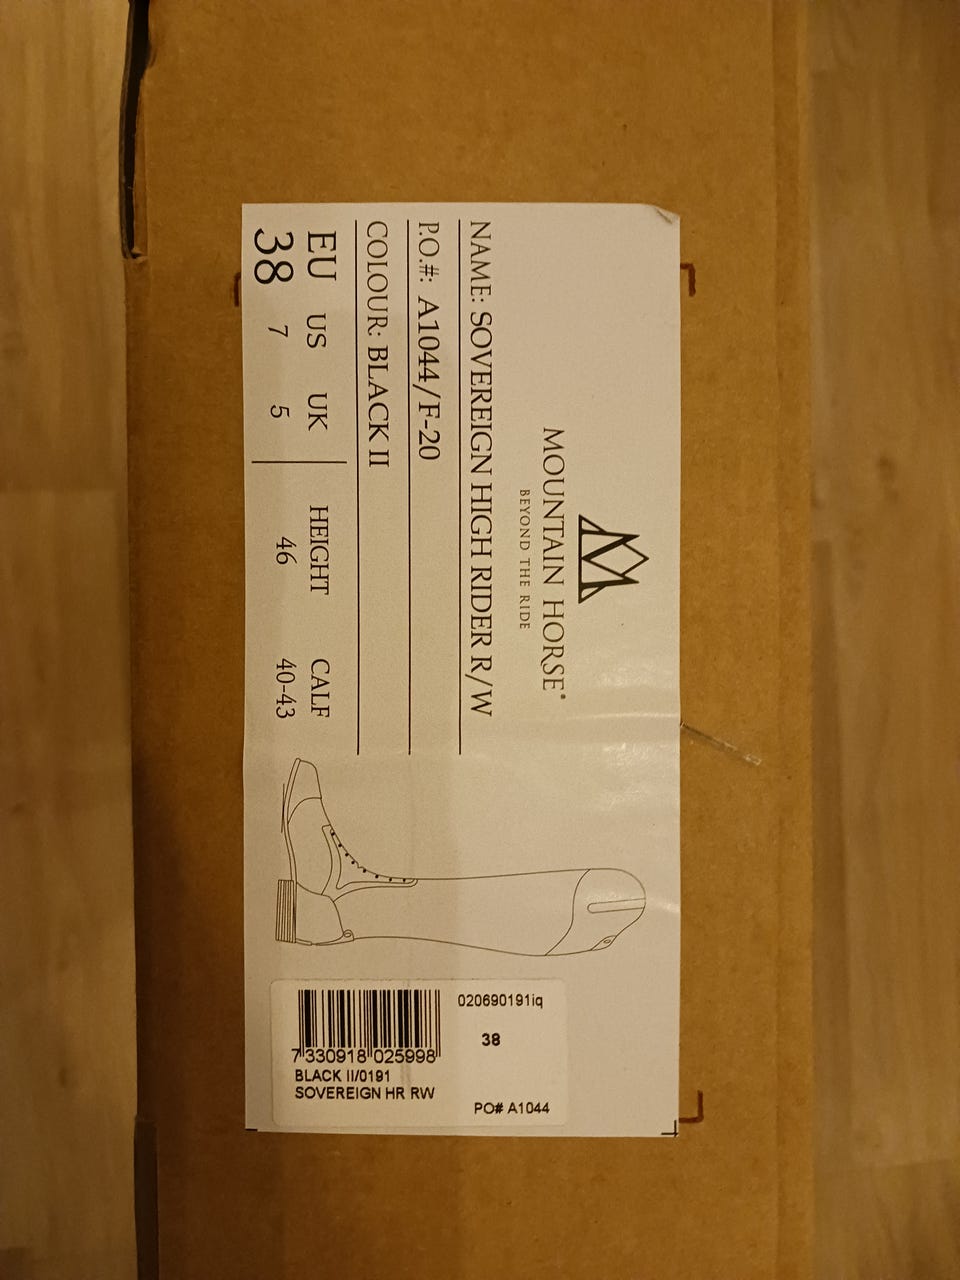 MOUNTAIN HORSE®
BEYOND THE RIDE
NAME: SOVEREIGN HIGH RIDER R/W
P.O.#: A1044/F-20
COLOUR: BLACK II
EU US UK HEIGHT CALF
38 7 5 46 40-43
020690191iq
38
7 330918 025998
BLACK II/0191
SOVEREIGN HR RW
PO# A1044